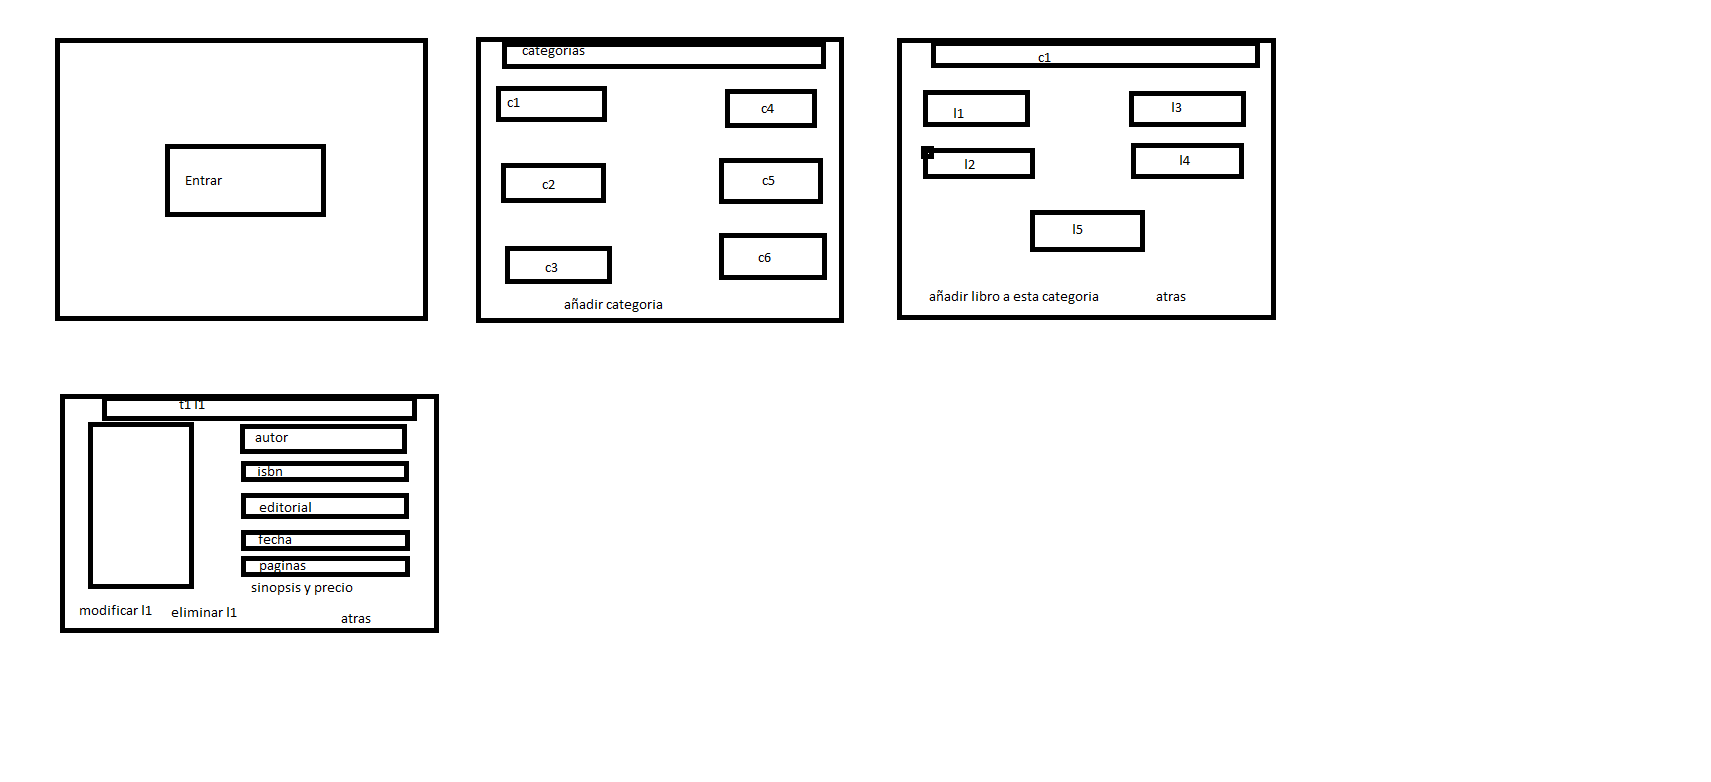 Entrar
categorias
c1
c4
c2
c5
c3
c6
añadir categoria
c1
l1
l3
l2
l4
l5
añadir libro a esta categoria
atras
t1 l1
autor
isbn
editorial
fecha
paginas
sinopsis y precio
modificar l1
eliminar l1
atras